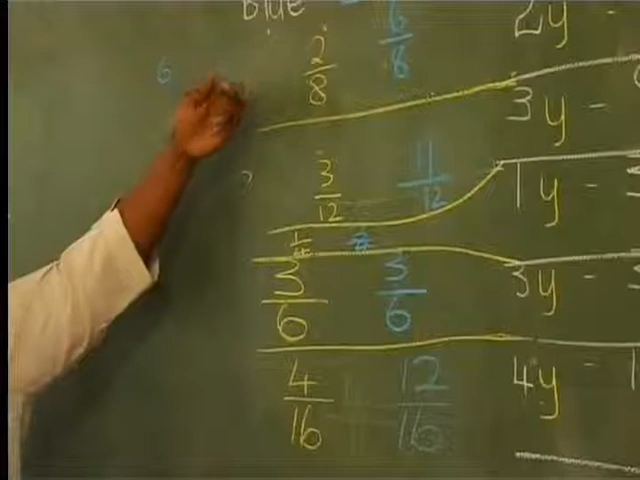 Blue
2/8 6/8 2y -
6
3y -
3/12 11/12 1y -
3/6 3/6 3y -
4/16 12/16 4y - 1